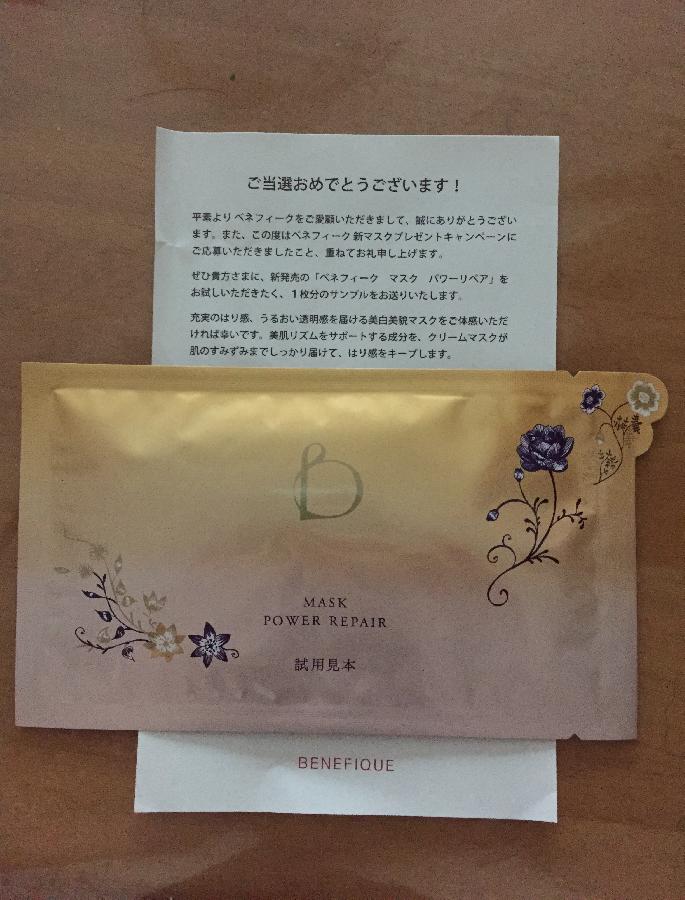 ご当選おめでとうございます！
平素よりベネフィークをご愛顧いただきまして、誠にありがとうござい
ます。また、この度はベネフィーク新マスクプレゼントキャンペーンに
ご応募いただきましたこと、重ねてお礼申し上げます。
ぜひ貴方さまに、新発売の「ベネフィーク　マスク　パワーリペア」を
お試しいただきたく、１枚分のサンプルをお送りいたします。
充実のはり感、うるおい透明感を届ける美白美貌マスクをご体感いただ
ければ幸いです。美肌リズムをサポートする成分を、クリームマスクが
肌のすみずみまでしっかり届けて、はり感をキープします。
B
MASK
POWER REPAIR
試用見本
BENEFIQUE